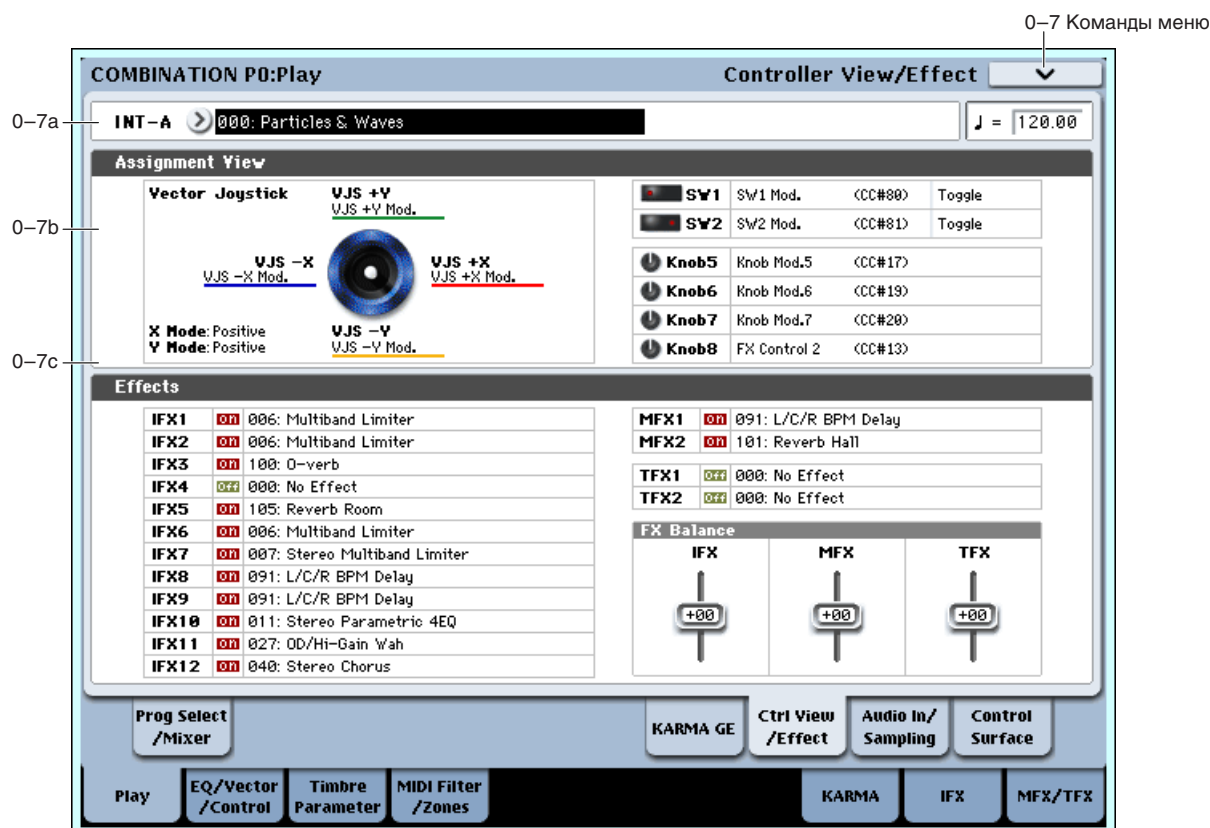 0–7 Команды меню
COMBINATION P0:Play Controller View/Effect
0–7a INT-A 000: Particles & Waves ♩ = 120.00
Assignment View
Vector Joystick VJS +Y
VJS +Y Mod.
0–7b
VJS –X
VJS –X Mod.
VJS +X
VJS +X Mod.
X Mode: Positive
Y Mode: Positive
VJS –Y
VJS –Y Mod.
SW1 SW1 Mod. (CC#80) Toggle
SW2 SW2 Mod. (CC#81) Toggle
Knob5 Knob Mod.5 (CC#17)
Knob6 Knob Mod.6 (CC#19)
Knob7 Knob Mod.7 (CC#20)
Knob8 FX Control 2 (CC#13)
0–7c
Effects
IFX1 On 006: Multiband Limiter
IFX2 On 006: Multiband Limiter
IFX3 On 100: O-verb
IFX4 Off 000: No Effect
IFX5 On 105: Reverb Room
IFX6 On 006: Multiband Limiter
IFX7 On 007: Stereo Multiband Limiter
IFX8 On 091: L/C/R BPM Delay
IFX9 On 091: L/C/R BPM Delay
IFX10 On 011: Stereo Parametric 4EQ
IFX11 On 027: OD/Hi-Gain Wah
IFX12 On 040: Stereo Chorus
MFX1 On 091: L/C/R BPM Delay
MFX2 On 101: Reverb Hall
TFX1 Off 000: No Effect
TFX2 Off 000: No Effect
FX Balance
IFX MFX TFX
+00 +00 +00
Prog Select
/Mixer
KARMA GE
Ctrl View
/Effect
Audio In/
Sampling
Control
Surface
Play
EQ/Vector
/Control
Timbre
Parameter
MIDI Filter
/Zones
KARMA
IFX
MFX/TFX